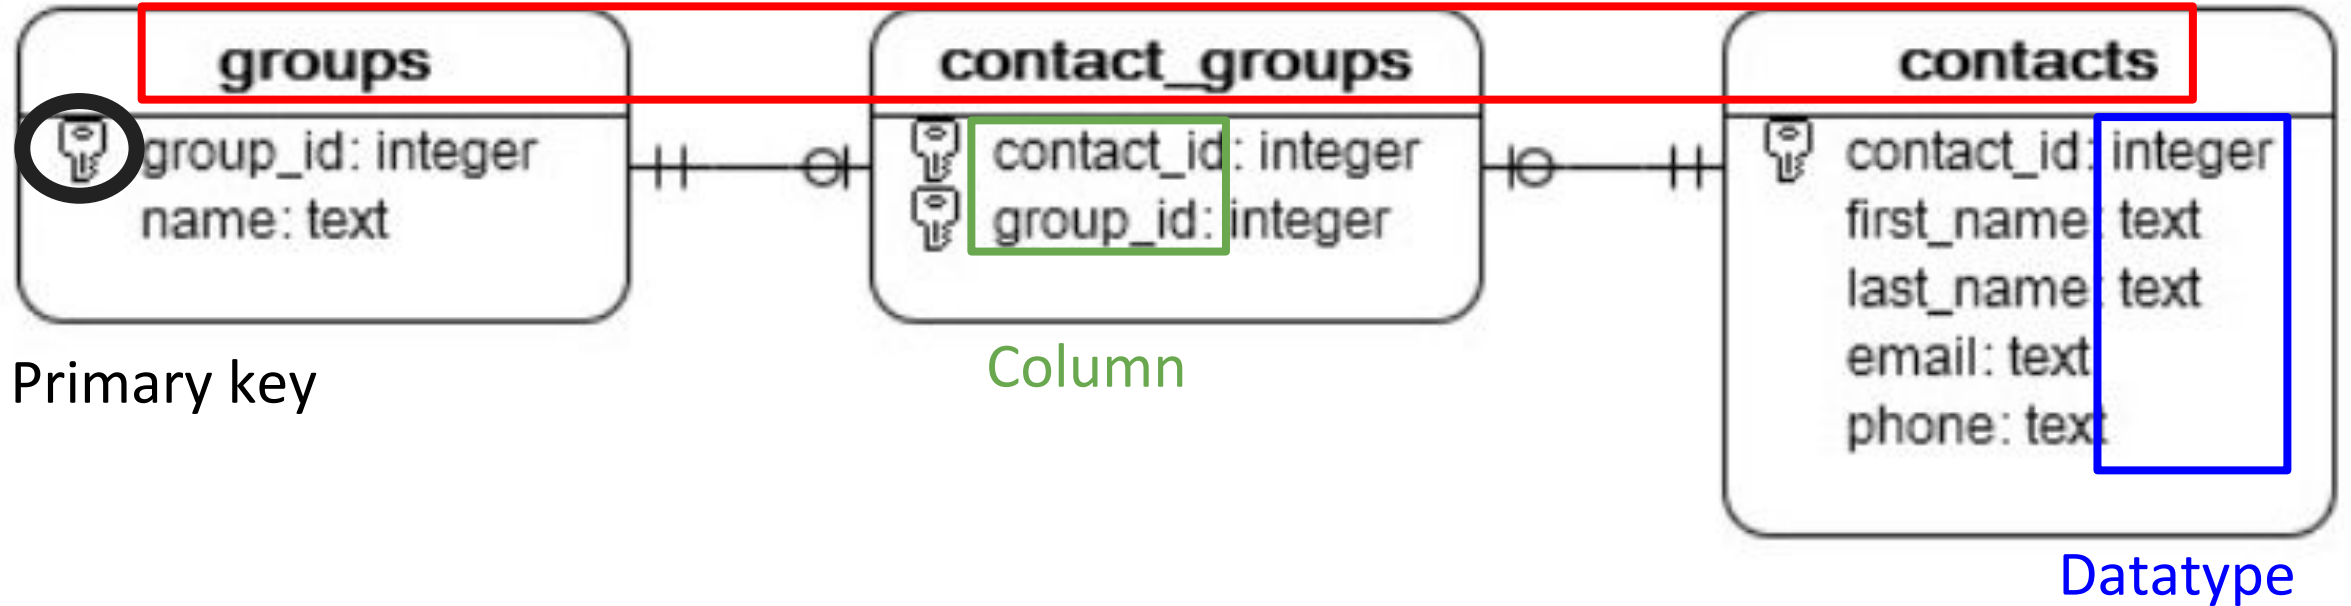 groups
group_id: integer
name: text
contact_groups
contact_id: integer
group_id: integer
contacts
contact_id: integer
first_name: text
last_name: text
email: text
phone: text
Primary key
Column
Datatype